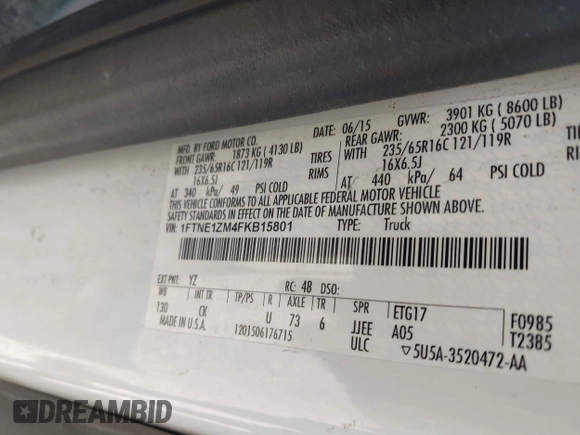 MFD. BY FORD MOTOR CO.
DATE: 06/15 GVWR: 3901 KG ( 8600 LB)
FRONT GAWR: 1873 KG ( 4130 LB)
REAR GAWR: 2300 KG ( 5070 LB)
WITH 235/65R16C 121/119R TIRES
WITH 235/65R16C 121/119R TIRES
16X6.5J RIMS
16X6.5J RIMS
AT 340 kPa/ 49 PSI COLD
AT 440 kPa/ 64 PSI COLD
THIS VEHICLE CONFORMS TO ALL APPLICABLE FEDERAL MOTOR VEHICLE
SAFETY STANDARDS IN EFFECT ON THE DATE OF MANUFACTURE SHOWN ABOVE.
VIN: 1FTNE1ZM4FKB15801
TYPE: Truck
EXT PNT: YZ RC: 48 DSO:
WB INT TR TP/PS R AXLE TR SPR
130 CK U 73 6 JJEE
ULC
ETG17
A05
F0985
T2385
MADE IN U.S.A. 1201506176715
▽5U5A-3520472-AA
DREAMBID